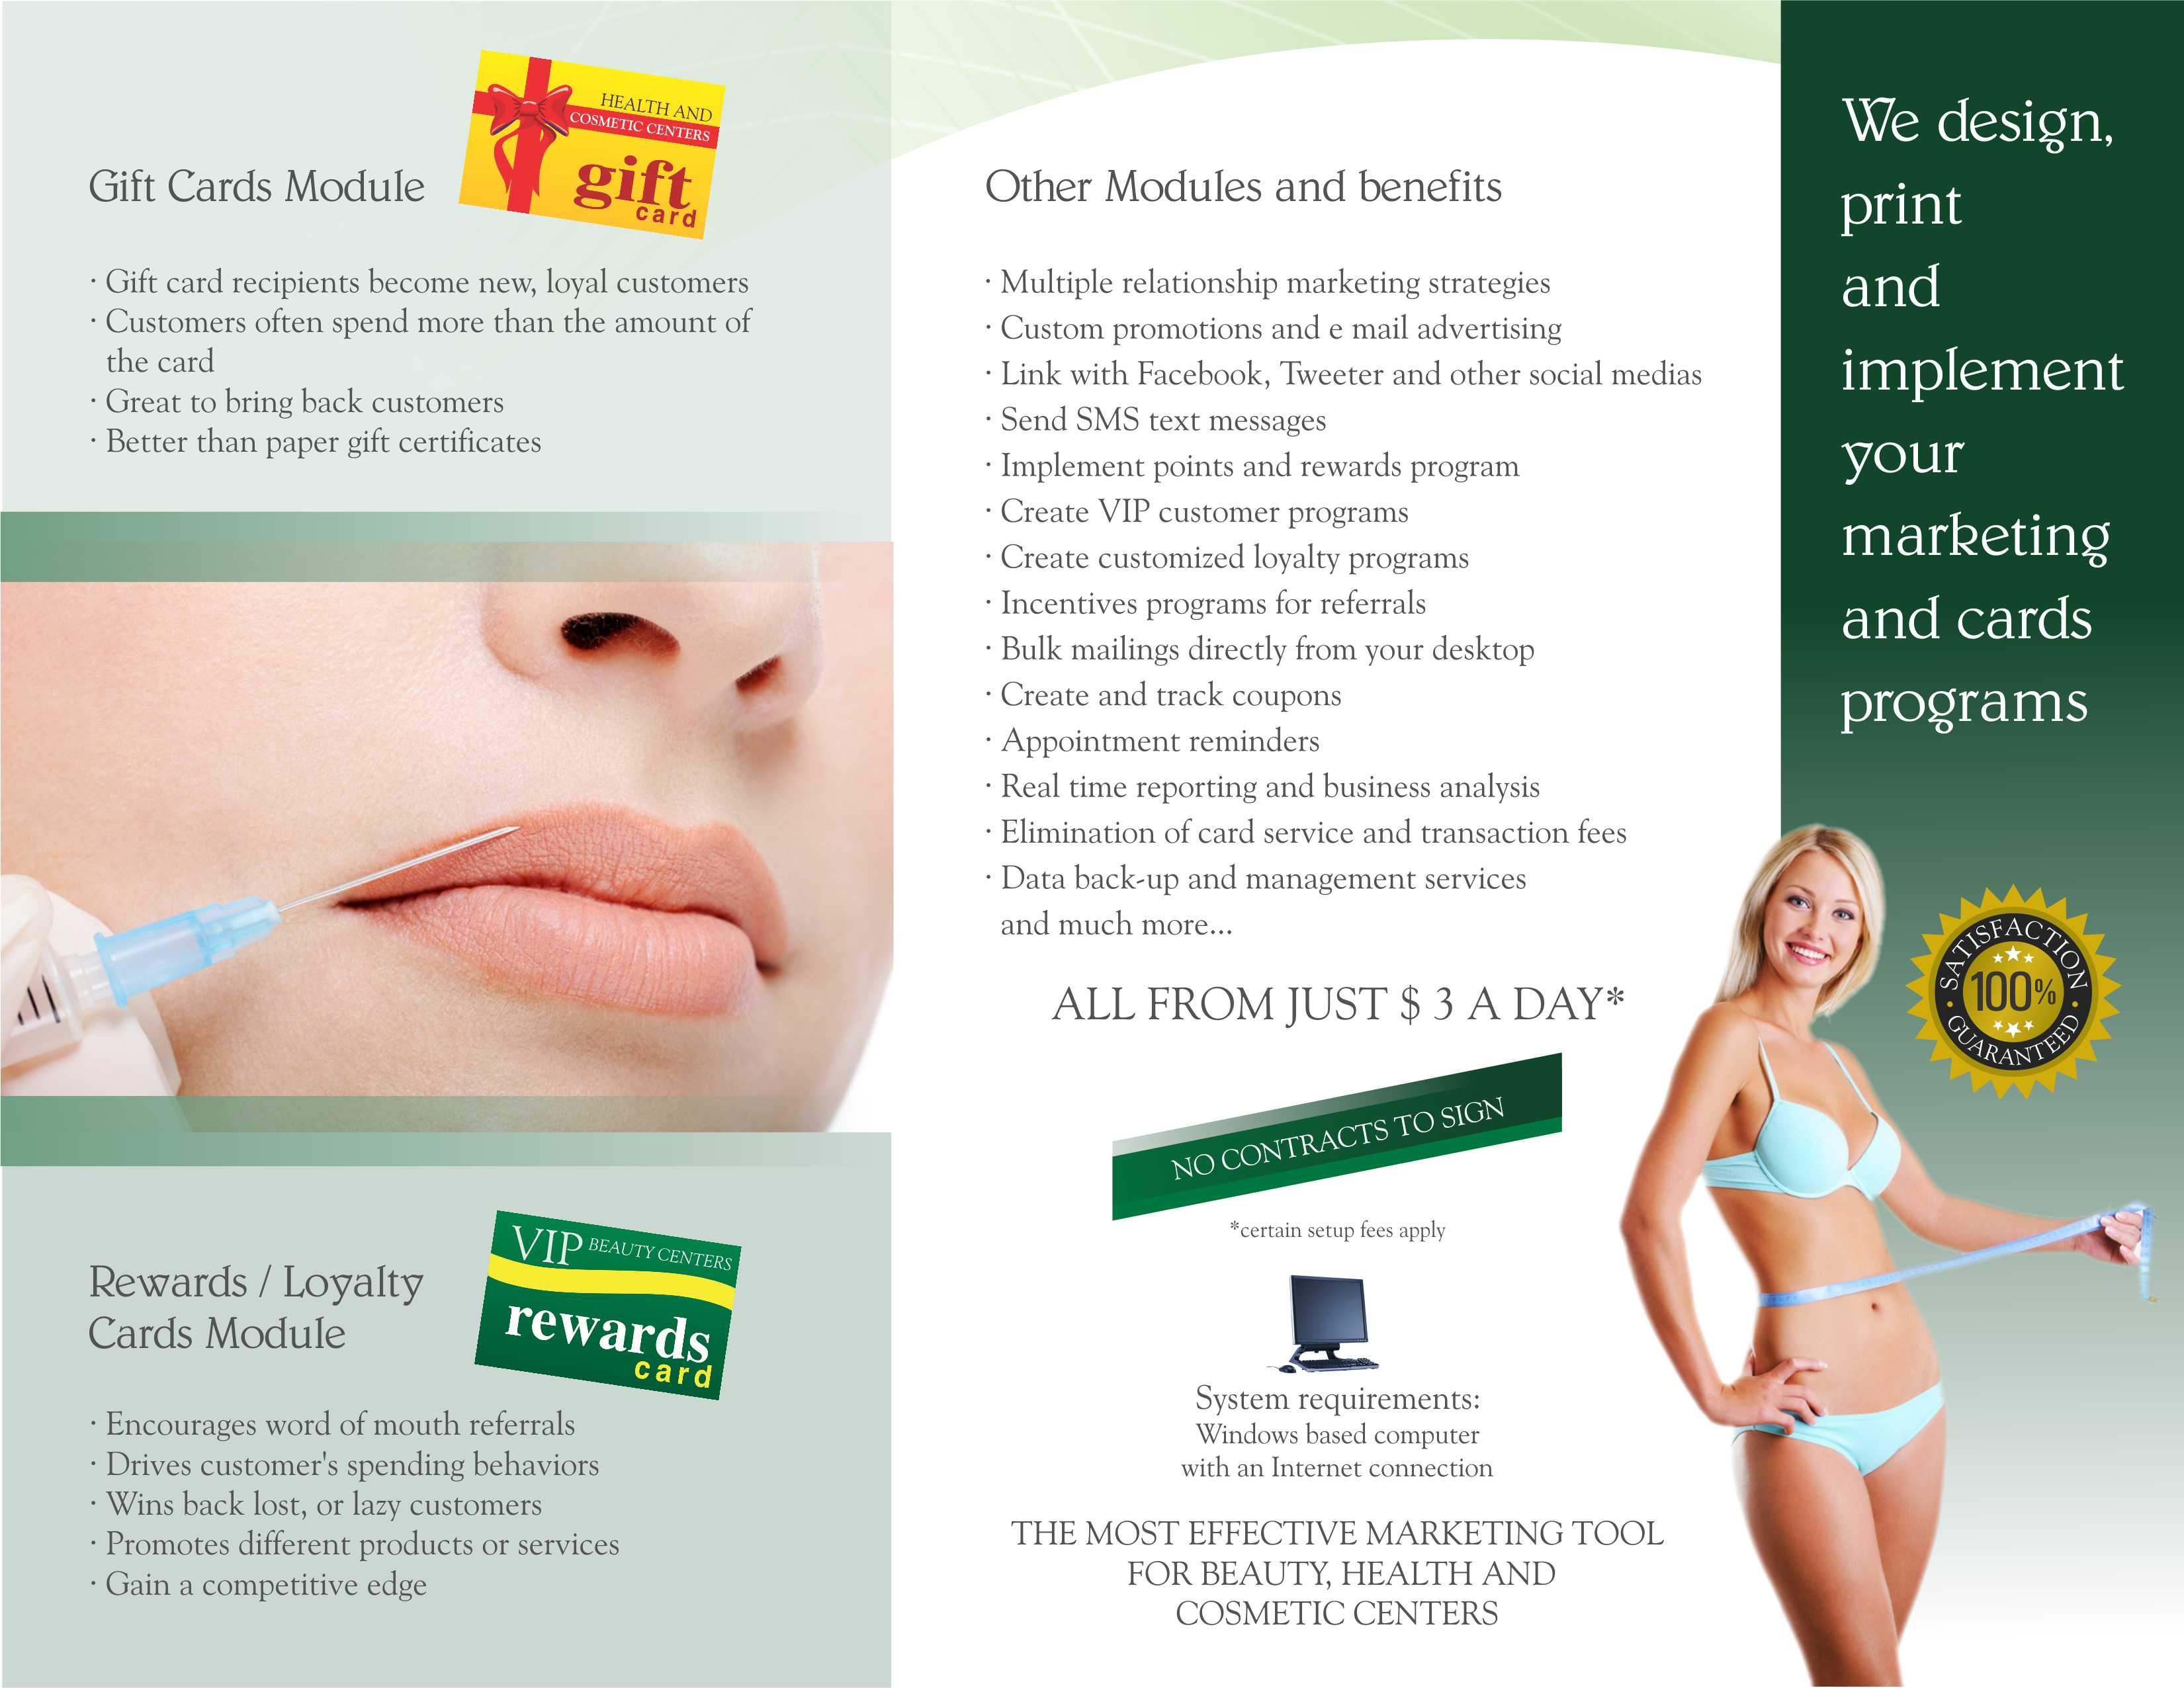 HEALTH AND
COSMETIC CENTERS
gift
card
Gift Cards Module
· Gift card recipients become new, loyal customers
· Customers often spend more than the amount of
the card
· Great to bring back customers
· Better than paper gift certificates
VIP BEAUTY CENTERS
rewards
card
Rewards / Loyalty
Cards Module
· Encourages word of mouth referrals
· Drives customer's spending behaviors
· Wins back lost, or lazy customers
· Promotes different products or services
· Gain a competitive edge
Other Modules and benefits
· Multiple relationship marketing strategies
· Custom promotions and e mail advertising
· Link with Facebook, Tweeter and other social medias
· Send SMS text messages
· Implement points and rewards program
· Create VIP customer programs
· Create customized loyalty programs
· Incentives programs for referrals
· Bulk mailings directly from your desktop
· Create and track coupons
· Appointment reminders
· Real time reporting and business analysis
· Elimination of card service and transaction fees
· Data back-up and management services
and much more...
ALL FROM JUST $ 3 A DAY*
NO CONTRACTS TO SIGN
*certain setup fees apply
System requirements:
Windows based computer
with an Internet connection
THE MOST EFFECTIVE MARKETING TOOL
FOR BEAUTY, HEALTH AND
COSMETIC CENTERS
We design,
print
and
implement
your
marketing
and cards
programs
SATISFACTION
100%
GUARANTEED